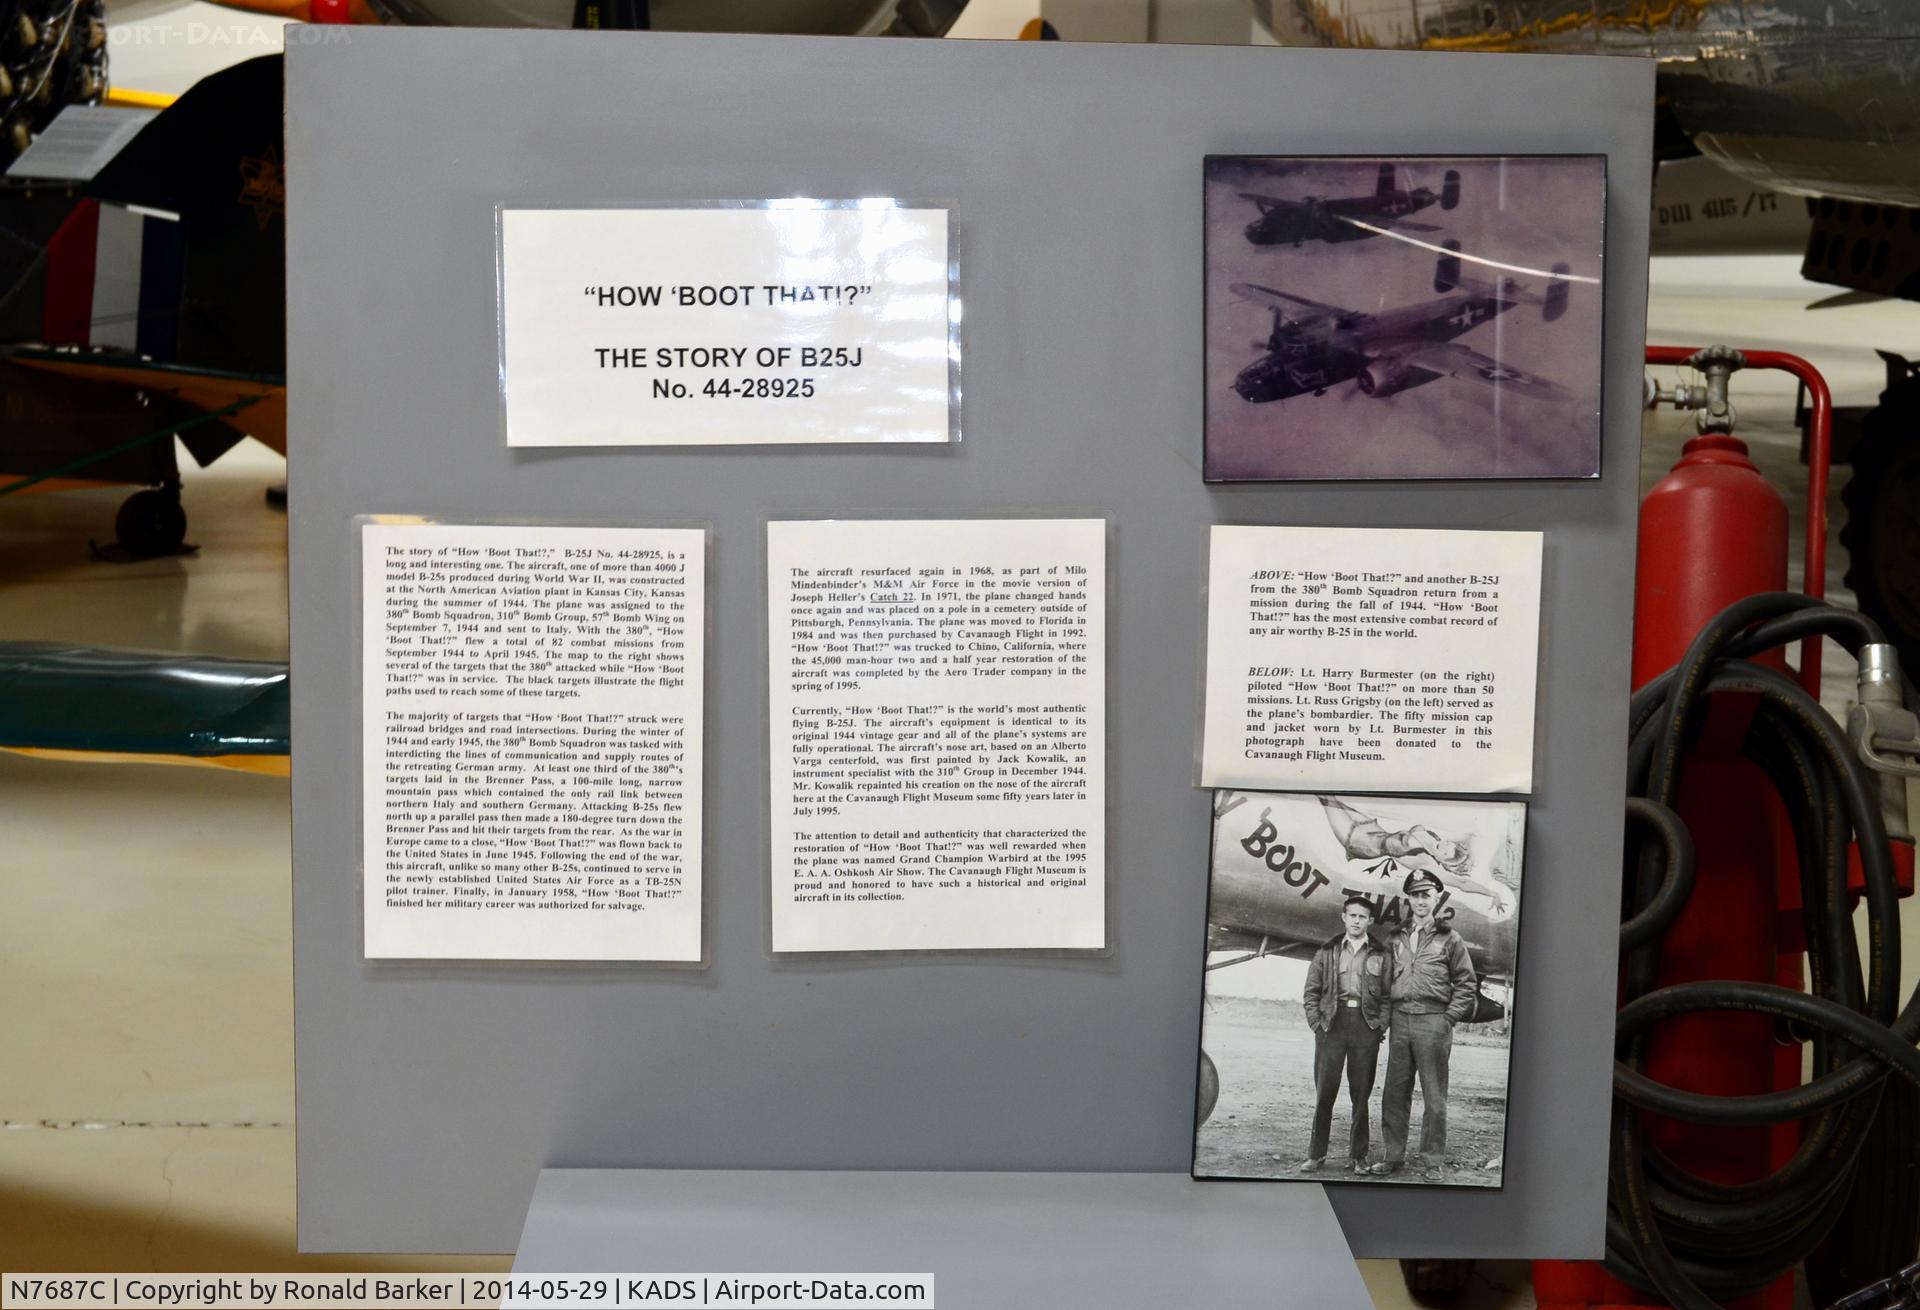 AIRPORT-DATA.COM
"HOW 'BOOT THAT!?"
THE STORY OF B25J
No. 44-28925
The story of "How 'Boot That!?," B-25J No. 44-28925, is a
long and interesting one. The aircraft, one of more than 4000 J
model B-25s produced during World War II, was constructed
at the North American Aviation plant in Kansas City, Kansas
during the summer of 1944. The plane was assigned to the
380th Bomb Squadron, 310th Bomb Group, 57th Bomb Wing on
September 7, 1944 and sent to Italy. With the 380th, "How
'Boot That!?" flew a total of 82 combat missions from
September 1944 to April 1945. The map to the right shows
several of the targets that the 380th attacked while "How 'Boot
That!?" was in service. The black targets illustrate the flight
paths used to reach some of these targets.
The majority of targets that "How 'Boot That!?" struck were
railroad bridges and road intersections. During the winter of
1944 and early 1945, the 380th Bomb Squadron was tasked with
interdicting the lines of communication and supply routes of
the retreating German army. At least one third of the 380th's
targets laid in the Brenner Pass, a 100-mile long, narrow
mountain pass which contained the only rail link between
northern Italy and southern Germany. Attacking B-25s flew
north up a parallel pass then made a 180-degree turn down the
Brenner Pass and hit their targets from the rear. As the war in
Europe came to a close, "How 'Boot That!?" was flown back to
the United States in June 1945. Following the end of the war,
this aircraft, unlike so many other B-25s, continued to serve in
the newly established United States Air Force as a TB-25N
pilot trainer. Finally, in January 1958, "How 'Boot That!?"
finished her military career was authorized for salvage.
The aircraft resurfaced again in 1968, as part of Milo
Mindenbinder's M&M Air Force in the movie version of
Joseph Heller's Catch 22. In 1971, the plane changed hands
once again and was placed on a pole in a cemetery outside of
Pittsburgh, Pennsylvania. The plane was moved to Florida in
1984 and was then purchased by Cavanaugh Flight in 1992.
"How 'Boot That!?" was trucked to Chino, California, where
the 45,000 man-hour two and a half year restoration of the
aircraft was completed by the Aero Trader company in the
spring of 1995.
Currently, "How 'Boot That!?" is the world's most authentic
flying B-25J. The aircraft's equipment is identical to its
original 1944 vintage gear and all of the plane's systems are
fully operational. The aircraft's nose art, based on an Alberto
Varga centerfold, was first painted by Jack Kowalik, an
instrument specialist with the 310th Group in December 1944.
Mr. Kowalik repainted his creation on the nose of the aircraft
here at the Cavanaugh Flight Museum some fifty years later in
July 1995.
The attention to detail and authenticity that characterized the
restoration of "How 'Boot That!?" was well rewarded when
the plane was named Grand Champion Warbird at the 1995
E. A. A. Oshkosh Air Show. The Cavanaugh Flight Museum is
proud and honored to have such a historical and original
aircraft in its collection.
ABOVE: "How 'Boot That!?" and another B-25J
from the 380th Bomb Squadron return from a
mission during the fall of 1944. "How 'Boot
That!?" has the most extensive combat record of
any air worthy B-25 in the world.
BELOW: Lt. Harry Burmester (on the right)
piloted "How 'Boot That!?" on more than 50
missions. Lt. Russ Grigsby (on the left) served as
the plane's bombardier. The fifty mission cap
and jacket worn by Lt. Burmester in this
photograph have been donated to the
Cavanaugh Flight Museum.
'BOOT
THAT!?
D111 4115/17
N7687C | Copyright by Ronald Barker | 2014-05-29 | KADS | Airport-Data.com